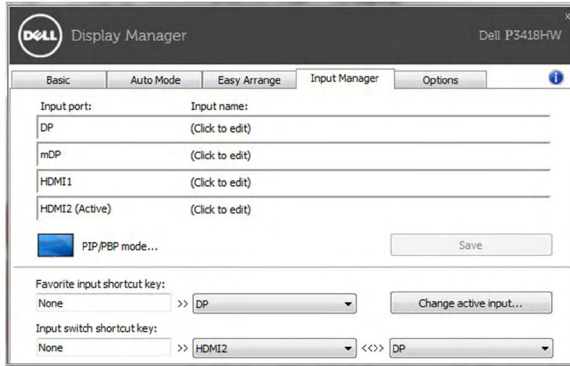 x
DELL Display Manager Dell P3418HW
Basic Auto Mode Easy Arrange Input Manager Options i
Input port: Input name:
DP (Click to edit)
mDP (Click to edit)
HDMI1 (Click to edit)
HDMI2 (Active) (Click to edit)
PIP/PBP mode... Save
Favorite input shortcut key:
None >> DP Change active input...
Input switch shortcut key:
None >> HDMI2 <<>> DP